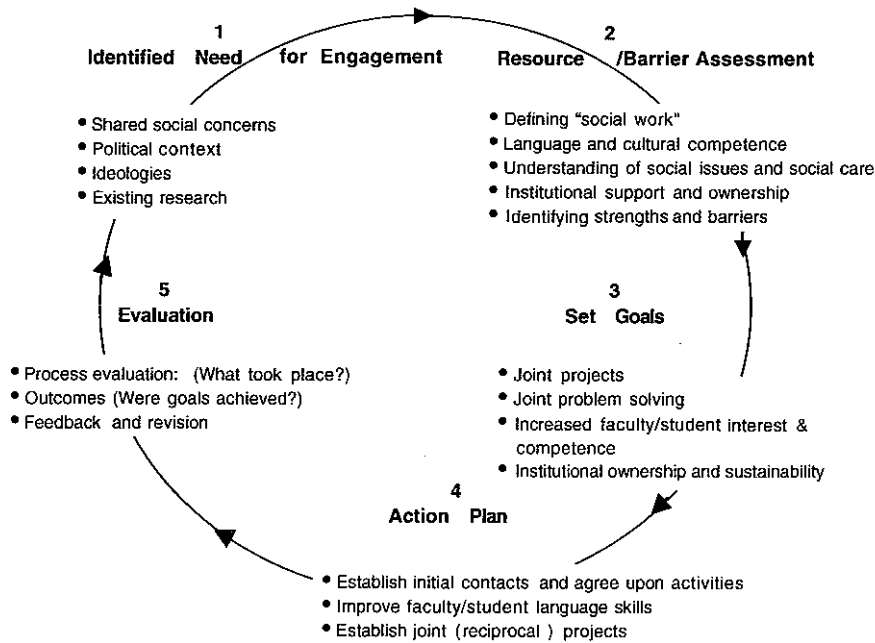 1
Identified Need for Engagement
• Shared social concerns
• Political context
• Ideologies
• Existing research
2
Resource /Barrier Assessment
• Defining "social work"
• Language and cultural competence
• Understanding of social issues and social care
• Institutional support and ownership
• Identifying strengths and barriers
3
Set Goals
• Joint projects
• Joint problem solving
• Increased faculty/student interest &
competence
• Institutional ownership and sustainability
4
Action Plan
• Establish initial contacts and agree upon activities
• Improve faculty/student language skills
• Establish joint (reciprocal ) projects
5
Evaluation
• Process evaluation: (What took place?)
• Outcomes (Were goals achieved?)
• Feedback and revision